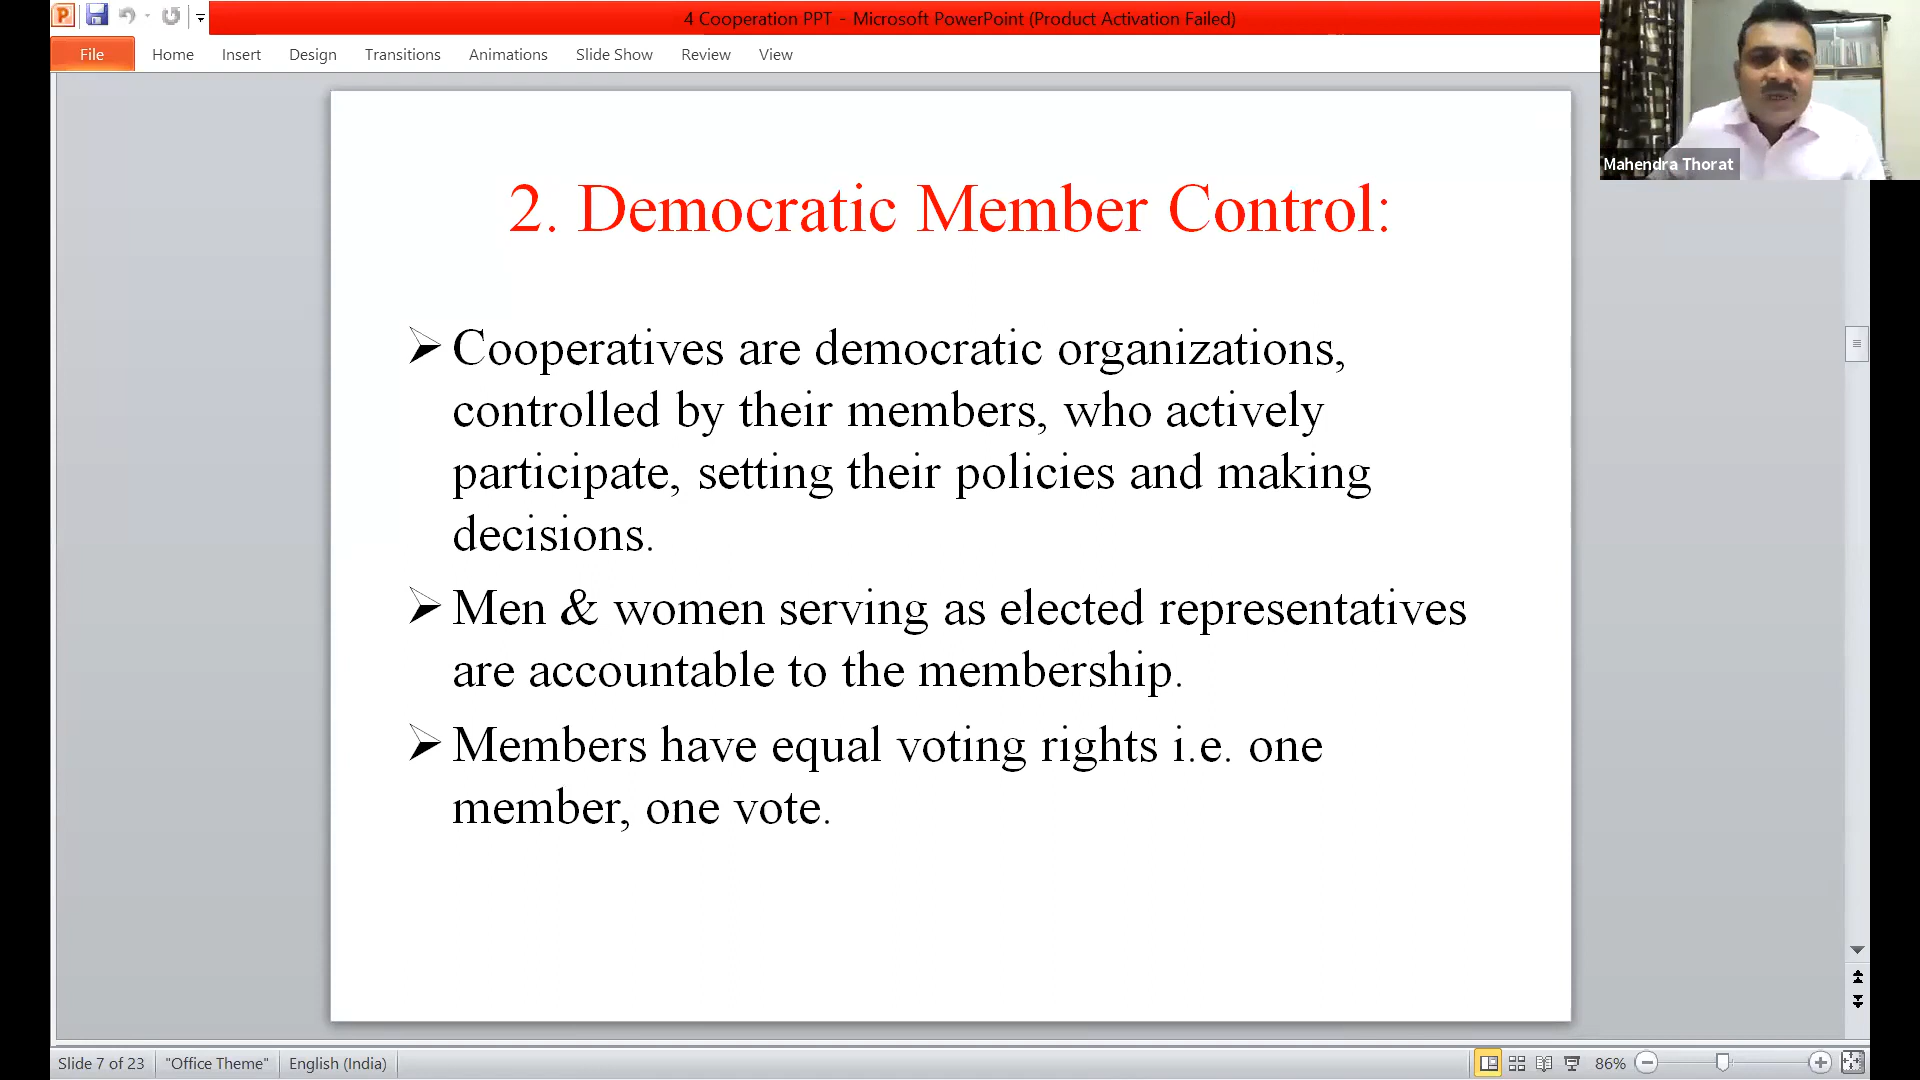 4 Cooperation PPT - Microsoft PowerPoint (Product Activation Failed)
File Home Insert Design Transitions Animations Slide Show Review View
Mahendra Thorat
2. Democratic Member Control:
Cooperatives are democratic organizations,
controlled by their members, who actively
participate, setting their policies and making
decisions.
Men & women serving as elected representatives
are accountable to the membership.
Members have equal voting rights i.e. one
member, one vote.
Slide 7 of 23 "Office Theme" English (India) 86%